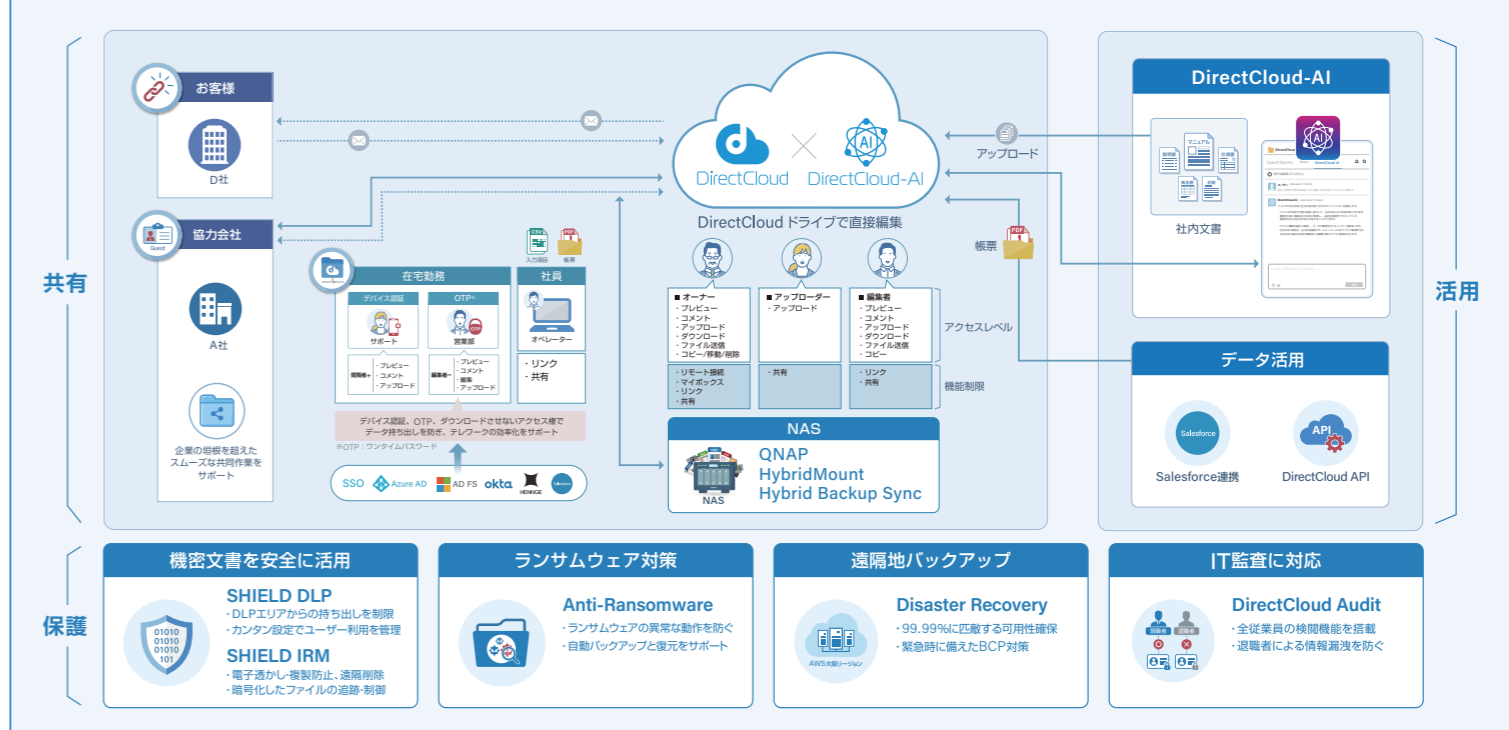 共有
お客様
D社
協力会社
Guest
A社
企業の垣根を超えた
スムーズな共同作業を
サポート
DirectCloud
AI
DirectCloud-AI
DirectCloud ドライブで直接編集
CSV
入力項目
PDF
帳票
在宅勤務
デバイス認証
サポート
閲覧者+
・プレビュー
・コメント
・アップロード
OTP※
OTP
営業部
編集者−
・プレビュー
・コメント
・編集
・アップロード
社員
オペレーター
・リンク
・共有
デバイス認証、OTP、ダウンロードさせないアクセス権で
データ持ち出しを防ぎ、テレワークの効率化をサポート
※OTP：ワンタイムパスワード
SSO
Azure AD
AD FS
okta
HENNGE
■ オーナー
・プレビュー
・コメント
・アップロード
・ダウンロード
・ファイル送信
・コピー/移動/削除
・リモート接続
・マイボックス
・リンク
・共有
■ アップローダー
・アップロード
・共有
■ 編集者
・プレビュー
・コメント
・アップロード
・ダウンロード
・ファイル送信
・コピー
・リンク
・共有
アクセスレベル
機能制限
NAS
NAS
QNAP
HybridMount
Hybrid Backup Sync
アップロード
帳票
PDF
活用
DirectCloud-AI
マニュアル
社内文書
AI
データ活用
Salesforce
Salesforce連携
API
DirectCloud API
保護
機密文書を安全に活用
01010
01010
01010
101
SHIELD DLP
・DLPエリアからの持ち出しを制限
・カンタン設定でユーザー利用を管理
SHIELD IRM
・電子透かし・複製防止、遠隔削除
・暗号化したファイルの追跡・制御
ランサムウェア対策
Anti-Ransomware
・ランサムウェアの異常な動作を防ぐ
・自動バックアップと復元をサポート
遠隔地バックアップ
AWS大阪リージョン
Disaster Recovery
・99.99%に匹敵する可用性確保
・緊急時に備えたBCP対策
IT監査に対応
退職者
DirectCloud Audit
・全従業員の検閲機能を搭載
・退職者による情報漏洩を防ぐ